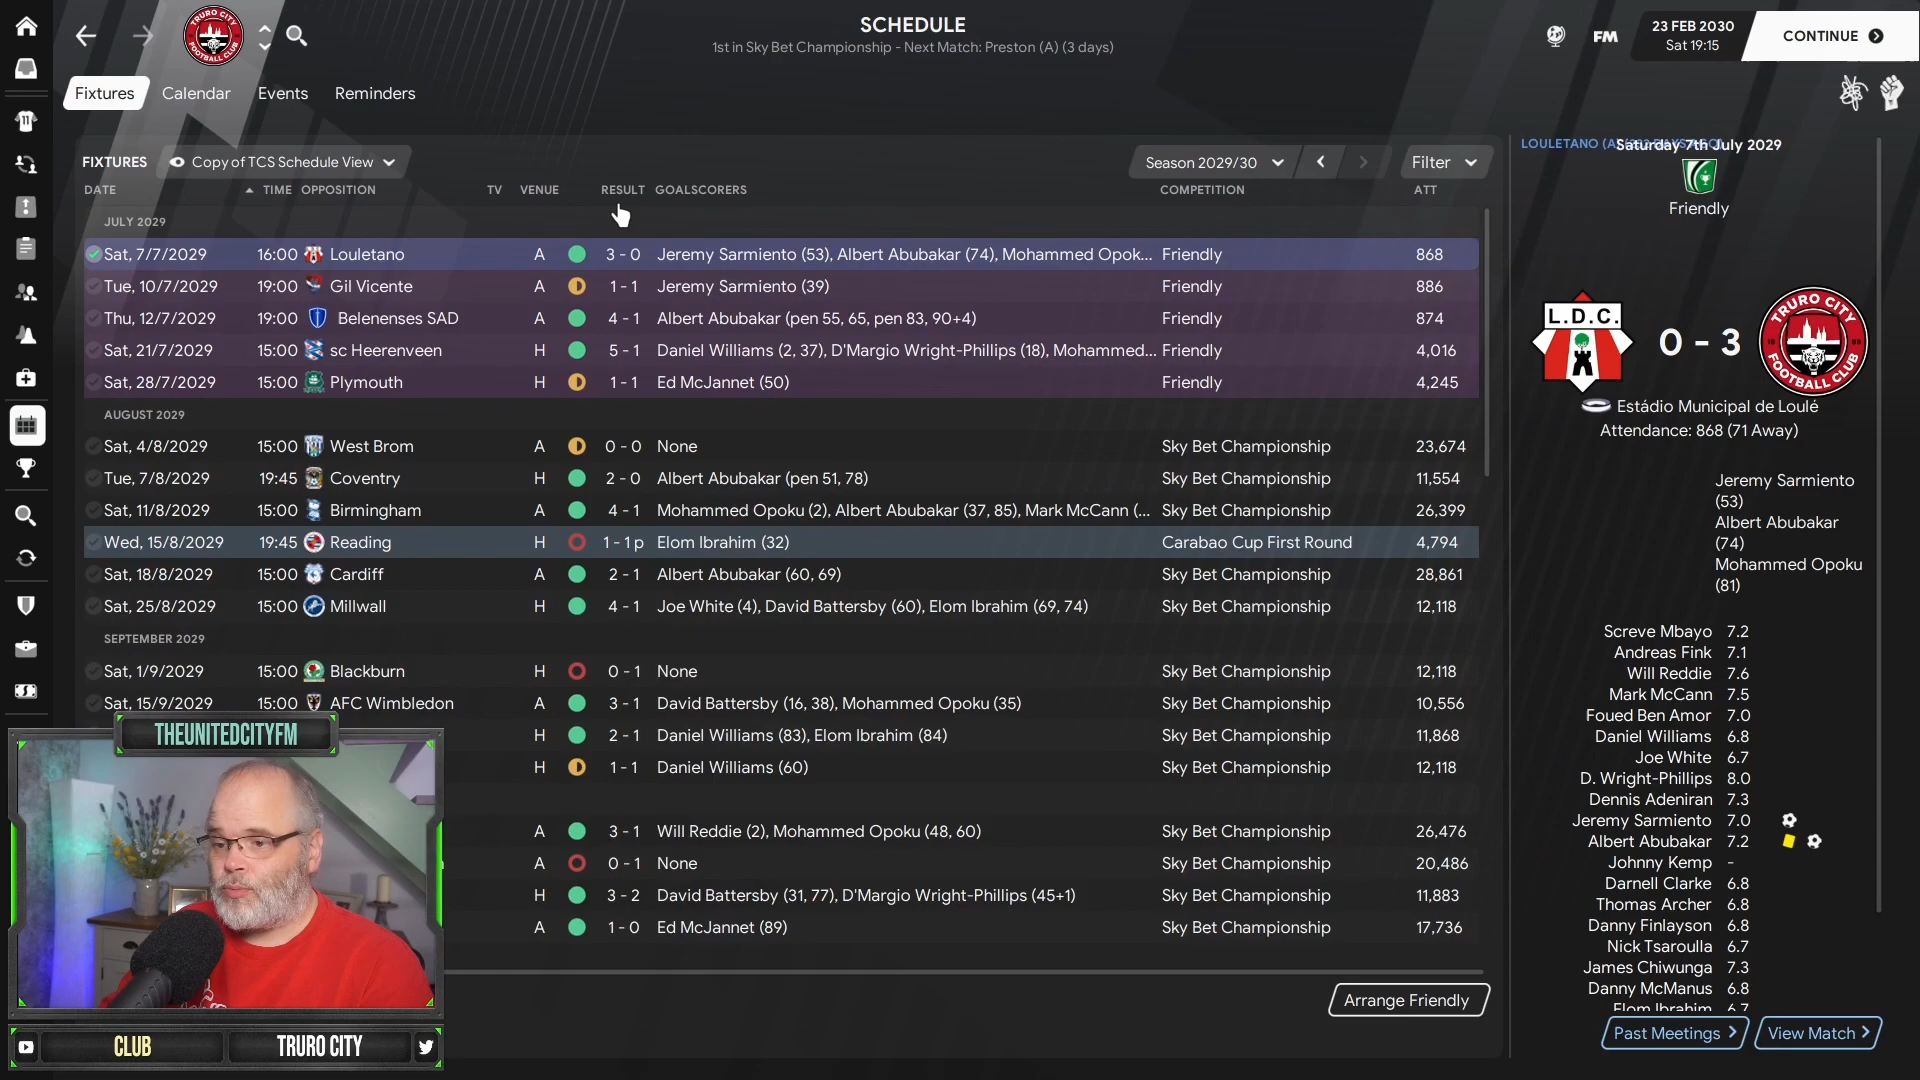 TRURO CITY
FOOTBALL CLUB
SCHEDULE
1st in Sky Bet Championship - Next Match: Preston (A) (3 days)
FM
23 FEB 2030
Sat 19:15
CONTINUE
Fixtures
Calendar
Events
Reminders
FIXTURES
Copy of TCS Schedule View
Season 2029/30
Filter
DATE TIME OPPOSITION TV VENUE RESULT GOALSCORERS COMPETITION ATT
JULY 2029
Sat, 7/7/2029 16:00 Louletano A 3 - 0 Jeremy Sarmiento (53), Albert Abubakar (74), Mohammed Opok... Friendly 868
Tue, 10/7/2029 19:00 Gil Vicente A 1 - 1 Jeremy Sarmiento (39) Friendly 886
Thu, 12/7/2029 19:00 Belenenses SAD A 4 - 1 Albert Abubakar (pen 55, 65, pen 83, 90+4) Friendly 874
Sat, 21/7/2029 15:00 sc Heerenveen H 5 - 1 Daniel Williams (2, 37), D'Margio Wright-Phillips (18), Mohammed... Friendly 4,016
Sat, 28/7/2029 15:00 Plymouth H 1 - 1 Ed McJannet (50) Friendly 4,245
AUGUST 2029
Sat, 4/8/2029 15:00 West Brom A 0 - 0 None Sky Bet Championship 23,674
Tue, 7/8/2029 19:45 Coventry H 2 - 0 Albert Abubakar (pen 51, 78) Sky Bet Championship 11,554
Sat, 11/8/2029 15:00 Birmingham A 4 - 1 Mohammed Opoku (2), Albert Abubakar (37, 85), Mark McCann (... Sky Bet Championship 26,399
Wed, 15/8/2029 19:45 Reading H 1 - 1 p Elom Ibrahim (32) Carabao Cup First Round 4,794
Sat, 18/8/2029 15:00 Cardiff A 2 - 1 Albert Abubakar (60, 69) Sky Bet Championship 28,861
Sat, 25/8/2029 15:00 Millwall H 4 - 1 Joe White (4), David Battersby (60), Elom Ibrahim (69, 74) Sky Bet Championship 12,118
SEPTEMBER 2029
Sat, 1/9/2029 15:00 Blackburn H 0 - 1 None Sky Bet Championship 12,118
Sat, 15/9/2029 15:00 AFC Wimbledon A 3 - 1 David Battersby (16, 38), Mohammed Opoku (35) Sky Bet Championship 10,556
H 2 - 1 Daniel Williams (83), Elom Ibrahim (84) Sky Bet Championship 11,868
H 1 - 1 Daniel Williams (60) Sky Bet Championship 12,118
A 3 - 1 Will Reddie (2), Mohammed Opoku (48, 60) Sky Bet Championship 26,476
A 0 - 1 None Sky Bet Championship 20,486
H 3 - 2 David Battersby (31, 77), D'Margio Wright-Phillips (45+1) Sky Bet Championship 11,883
A 1 - 0 Ed McJannet (89) Sky Bet Championship 17,736
Arrange Friendly
THEUNITEDCITYFM
CLUB
TRURO CITY
LOULETANO
Saturday 7th July 2029
Friendly
L.D.C.
0 - 3
TRURO CITY
FOOTBALL CLUB
Estádio Municipal de Loulé
Attendance: 868 (71 Away)
Jeremy Sarmiento
(53)
Albert Abubakar
(74)
Mohammed Opoku
(81)
Screve Mbayo 7.2
Andreas Fink 7.1
Will Reddie 7.6
Mark McCann 7.5
Foued Ben Amor 7.0
Daniel Williams 6.8
Joe White 6.7
D. Wright-Phillips 8.0
Dennis Adeniran 7.3
Jeremy Sarmiento 7.0
Albert Abubakar 7.2
Johnny Kemp -
Darnell Clarke 6.8
Thomas Archer 6.8
Danny Finlayson 6.8
Nick Tsaroulla 6.7
James Chiwunga 7.3
Danny McManus 6.8
Elom Ibrahim 6.7
Past Meetings
View Match